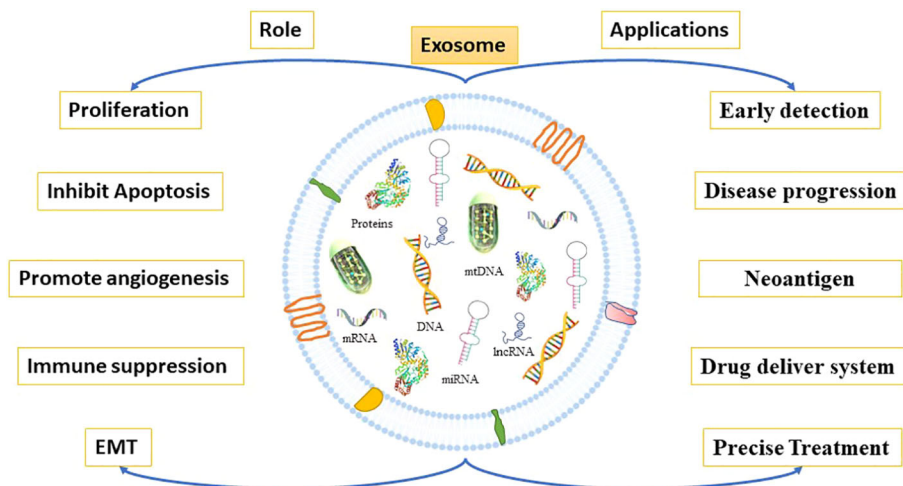 Role
Exosome
Applications
Proliferation
Early detection
Inhibit Apoptosis
Disease progression
Proteins
mtDNA
Promote angiogenesis
Neoantigen
DNA
mRNA
lncRNA
Immune suppression
miRNA
Drug deliver system
EMT
Precise Treatment